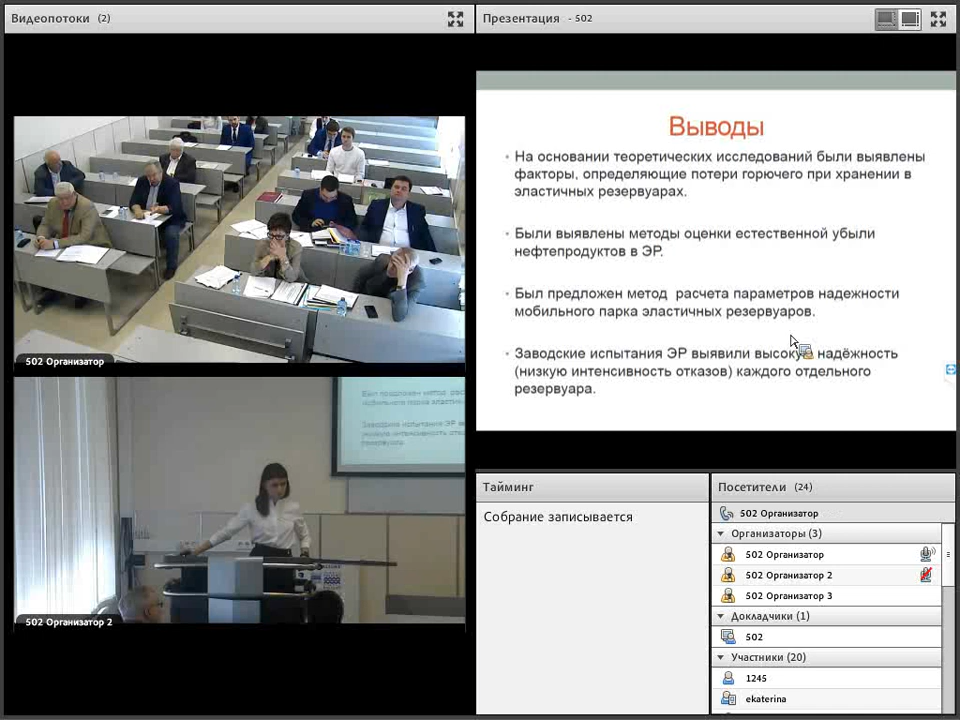 Видеопотоки (2)
Презентация - 502
502 Организатор
502 Организатор 2
Выводы
• На основании теоретических исследований были выявлены
факторы, определяющие потери горючего при хранении в
эластичных резервуарах.
• Были выявлены методы оценки естественной убыли
нефтепродуктов в ЭР.
• Был предложен метод расчета параметров надежности
мобильного парка эластичных резервуаров.
• Заводские испытания ЭР выявили высокую надёжность
(низкую интенсивность отказов) каждого отдельного
резервуара.
Тайминг
Собрание записывается
Посетители (24)
502 Организатор
Организаторы (3)
502 Организатор
502 Организатор 2
502 Организатор 3
Докладчики (1)
502
Участники (20)
1245
ekaterina